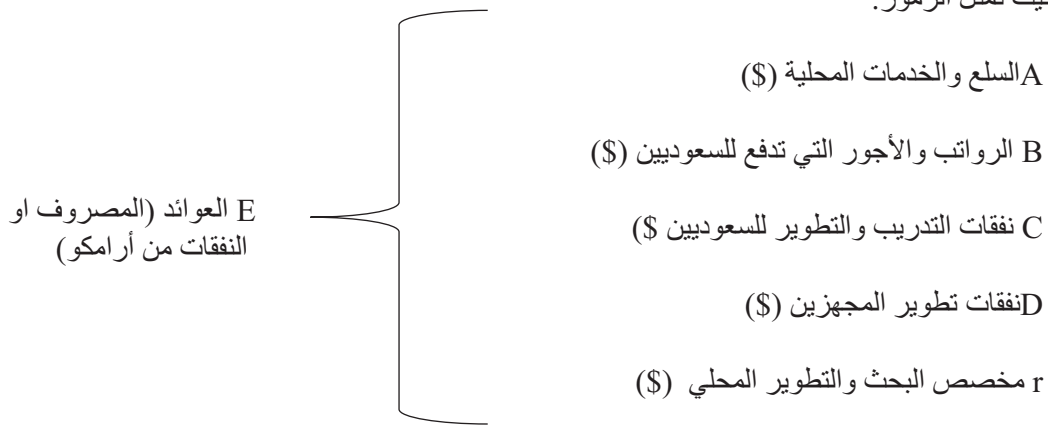 حيث تمثل الرموز:
Aالسلع والخدمات المحلية ($)
B الرواتب والأجور التي تدفع للسعوديين ($)
C نفقات التدريب والتطوير للسعوديين $)
Dنفقات تطوير المجهزين ($)
r مخصص البحث والتطوير المحلي ($)
E العوائد (المصروف او
النفقات من أرامكو)